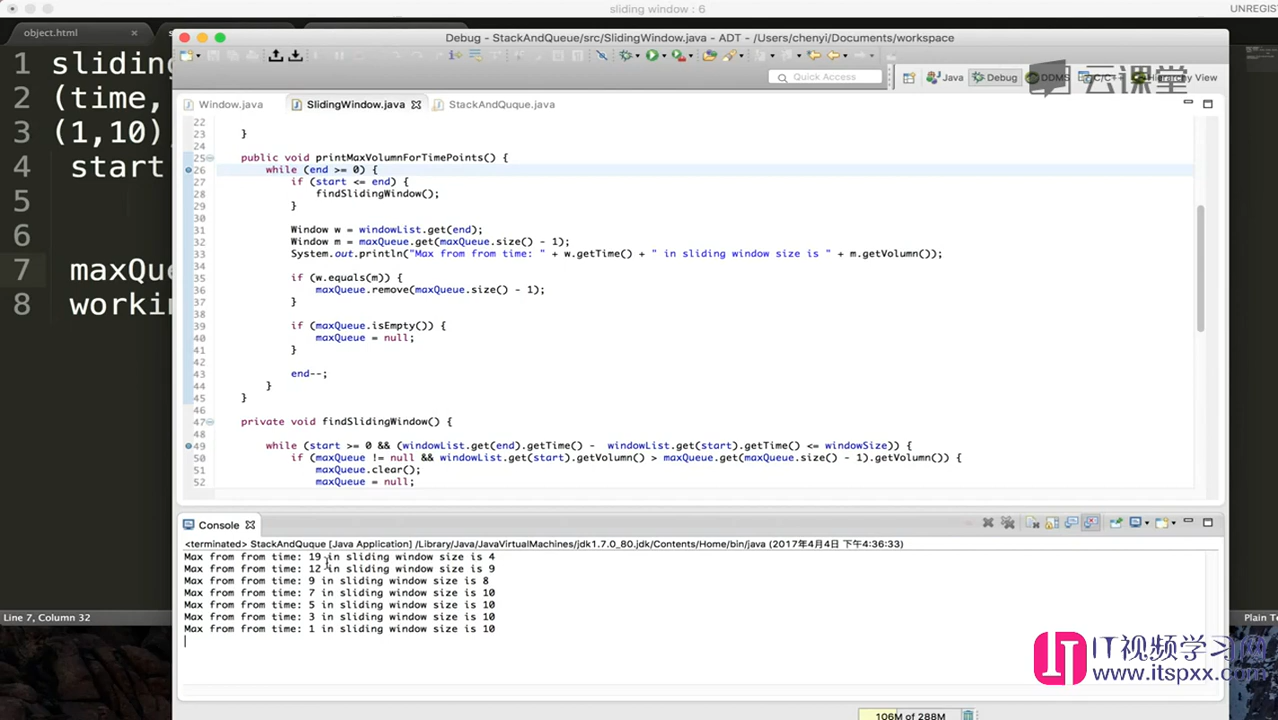 sliding window : 6
UNREGIS
object.html
Debug - StackAndQueue/src/SlidingWindow.java - ADT - /Users/chenyi/Documents/workspace
Quick Access
Java
Debug
DDMS
C/C++
Hierarchy View
云课堂
Window.java
SlidingWindow.java
StackAndQuque.java
1 sliding
2 (time,
3 (1,10)
4 start
5
6
7 maxQue
8 workin
22
23 }
24
25 public void printMaxVolumnForTimePoints() {
26 while (end >= 0) {
27 if (start <= end) {
28 findSlidingWindow();
29 }
30
31 Window w = windowList.get(end);
32 Window m = maxQueue.get(maxQueue.size() - 1);
33 System.out.println("Max from from time: " + w.getTime() + " in sliding window size is " + m.getVolumn());
34
35 if (w.equals(m)) {
36 maxQueue.remove(maxQueue.size() - 1);
37 }
38
39 if (maxQueue.isEmpty()) {
40 maxQueue = null;
41 }
42
43 end--;
44 }
45 }
46
47 private void findSlidingWindow() {
48
49 while (start >= 0 && (windowList.get(end).getTime() - windowList.get(start).getTime() <= windowSize)) {
50 if (maxQueue != null && windowList.get(start).getVolumn() > maxQueue.get(maxQueue.size() - 1).getVolumn()) {
51 maxQueue.clear();
52 maxQueue = null;
Console
<terminated> StackAndQuque [Java Application] /Library/Java/JavaVirtualMachines/jdk1.7.0_80.jdk/Contents/Home/bin/java (2017年4月4日 下午4:36:33)
Max from from time: 19 in sliding window size is 4
Max from from time: 12 in sliding window size is 9
Max from from time: 9 in sliding window size is 8
Max from from time: 7 in sliding window size is 10
Max from from time: 5 in sliding window size is 10
Max from from time: 3 in sliding window size is 10
Max from from time: 1 in sliding window size is 10
Line 7, Column 32
Plain Te
IT视频学习网
www.itspxx.com
106M of 288M